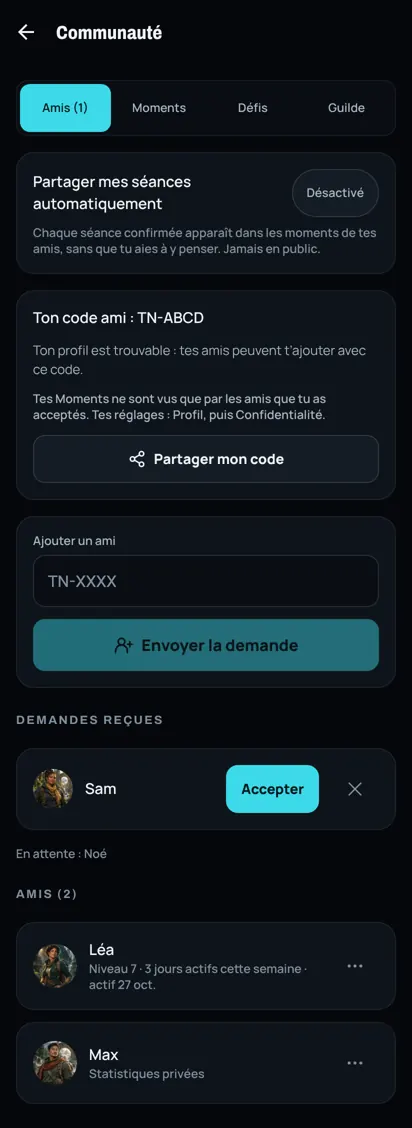 Communauté
Amis (1)
Moments
Défis
Guilde
Partager mes séances
automatiquement
Désactivé
Chaque séance confirmée apparaît dans les moments de tes
amis, sans que tu aies à y penser. Jamais en public.
Ton code ami : TN-ABCD
Ton profil est trouvable : tes amis peuvent t'ajouter avec
ce code.
Tes Moments ne sont vus que par les amis que tu as
acceptés. Tes réglages : Profil, puis Confidentialité.
Partager mon code
Ajouter un ami
TN-XXXX
Envoyer la demande
DEMANDES REÇUES
Sam
Accepter
En attente : Noé
AMIS (2)
Léa
Niveau 7 · 3 jours actifs cette semaine ·
actif 27 oct.
Max
Statistiques privées